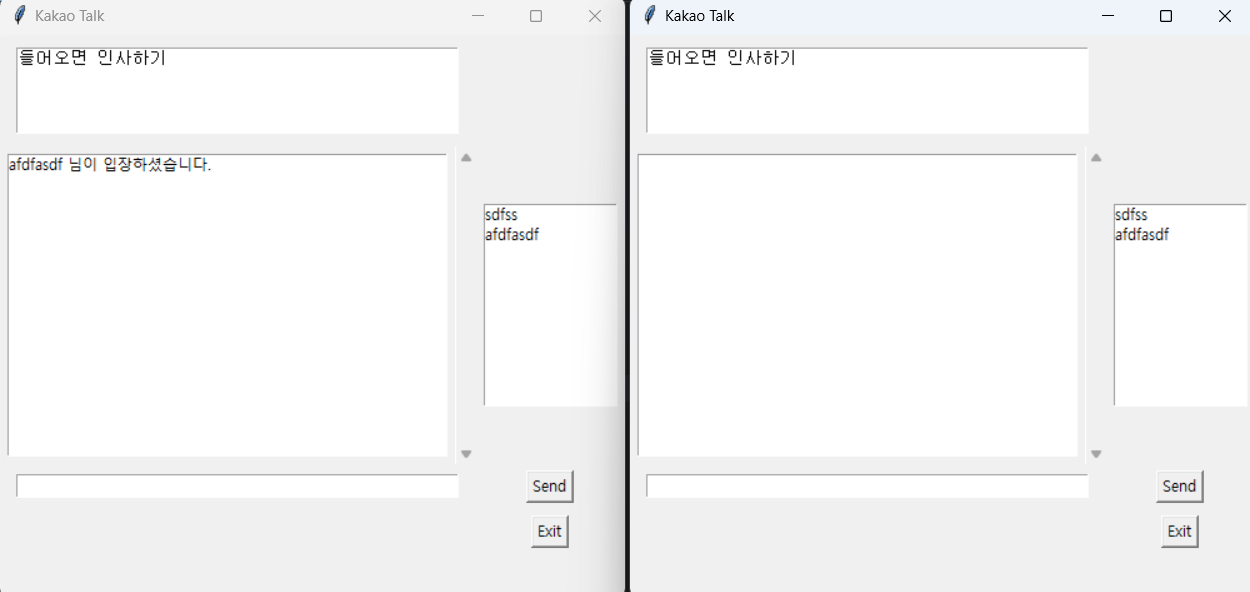 Kakao Talk
들어오면 인사하기
afdfasdf 님이 입장하셨습니다.
sdfss
afdfasdf
Send
Exit
Kakao Talk
들어오면 인사하기
sdfss
afdfasdf
Send
Exit